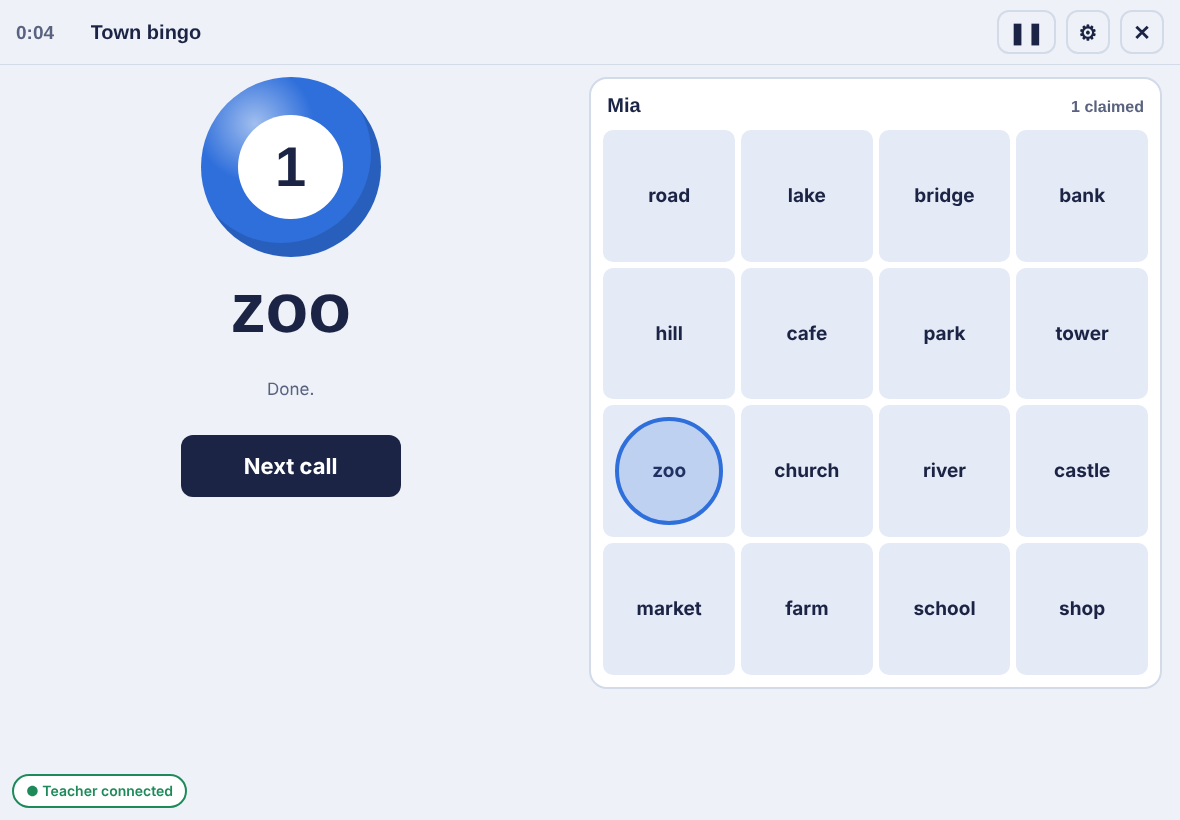 0:04 Town bingo
1
zoo
Done.
Next call
Mia 1 claimed
road lake bridge bank
hill cafe park tower
zoo church river castle
market farm school shop
Teacher connected